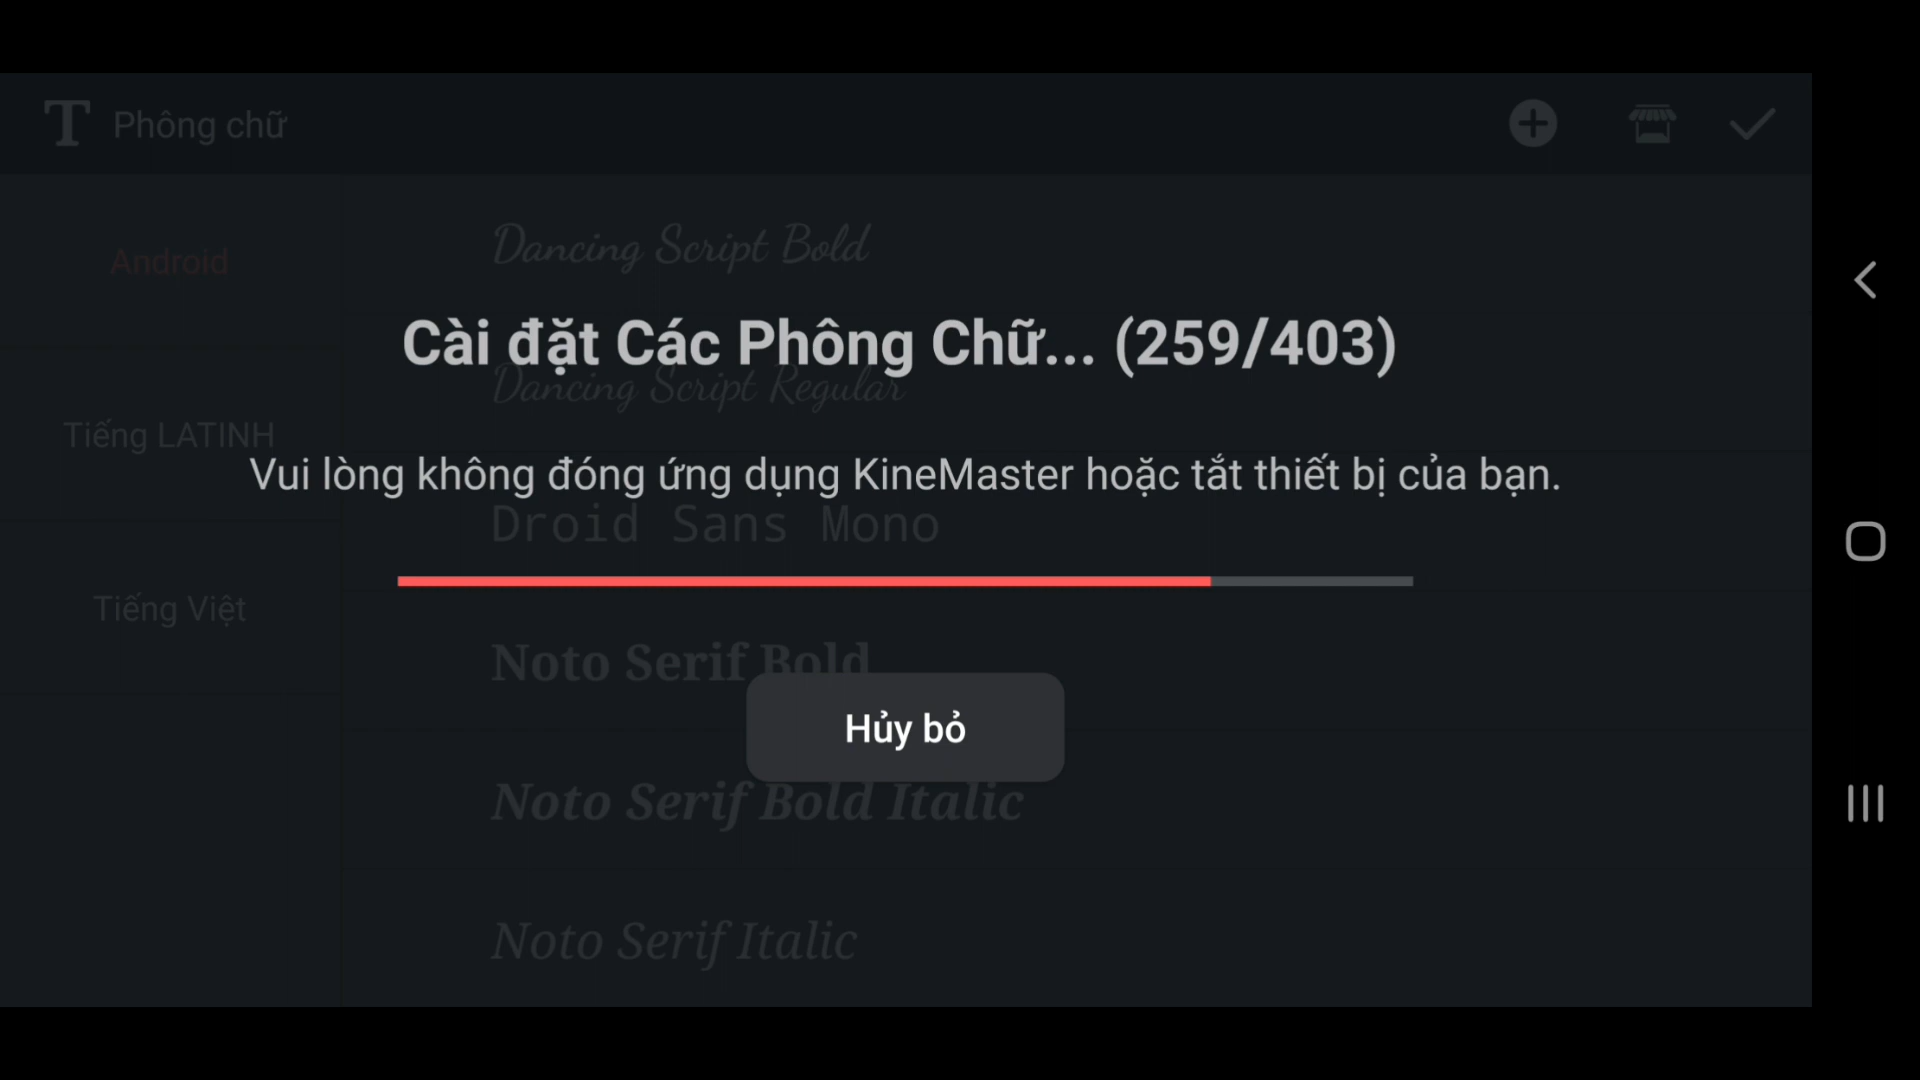 T Phông chữ
Android
Tiếng LATINH
Tiếng Việt
Dancing Script Bold
Cài đặt Các Phông Chữ... (259/403)
Dancing Script Regular
Vui lòng không đóng ứng dụng KineMaster hoặc tắt thiết bị của bạn.
Droid Sans Mono
Noto Serif Bold
Hủy bỏ
Noto Serif Bold Italic
Noto Serif Italic